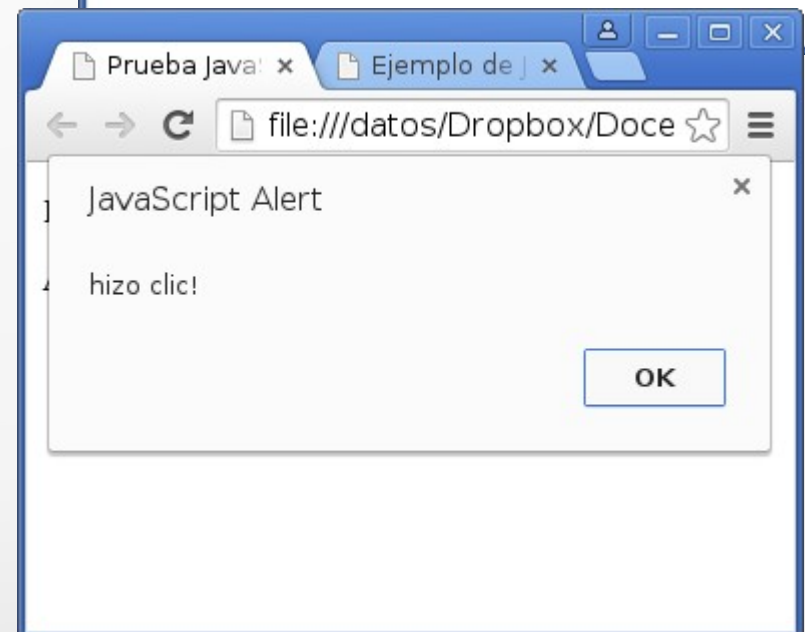 Prueba Java
Ejemplo de
file:///datos/Dropbox/Doce
JavaScript Alert
hizo clic!
OK